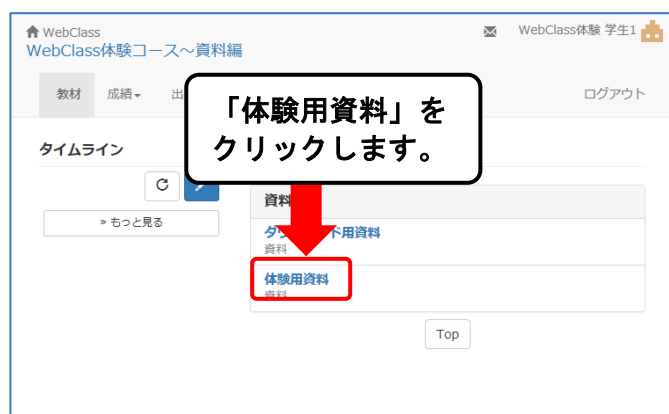 WebClass
WebClass体験 学生1
WebClass体験コース～資料編
教材
成績
出
ログアウト
「体験用資料」を
クリックします。
タイムライン
» もっと見る
資料
ド用資料
資料
体験用資料
資料
Top